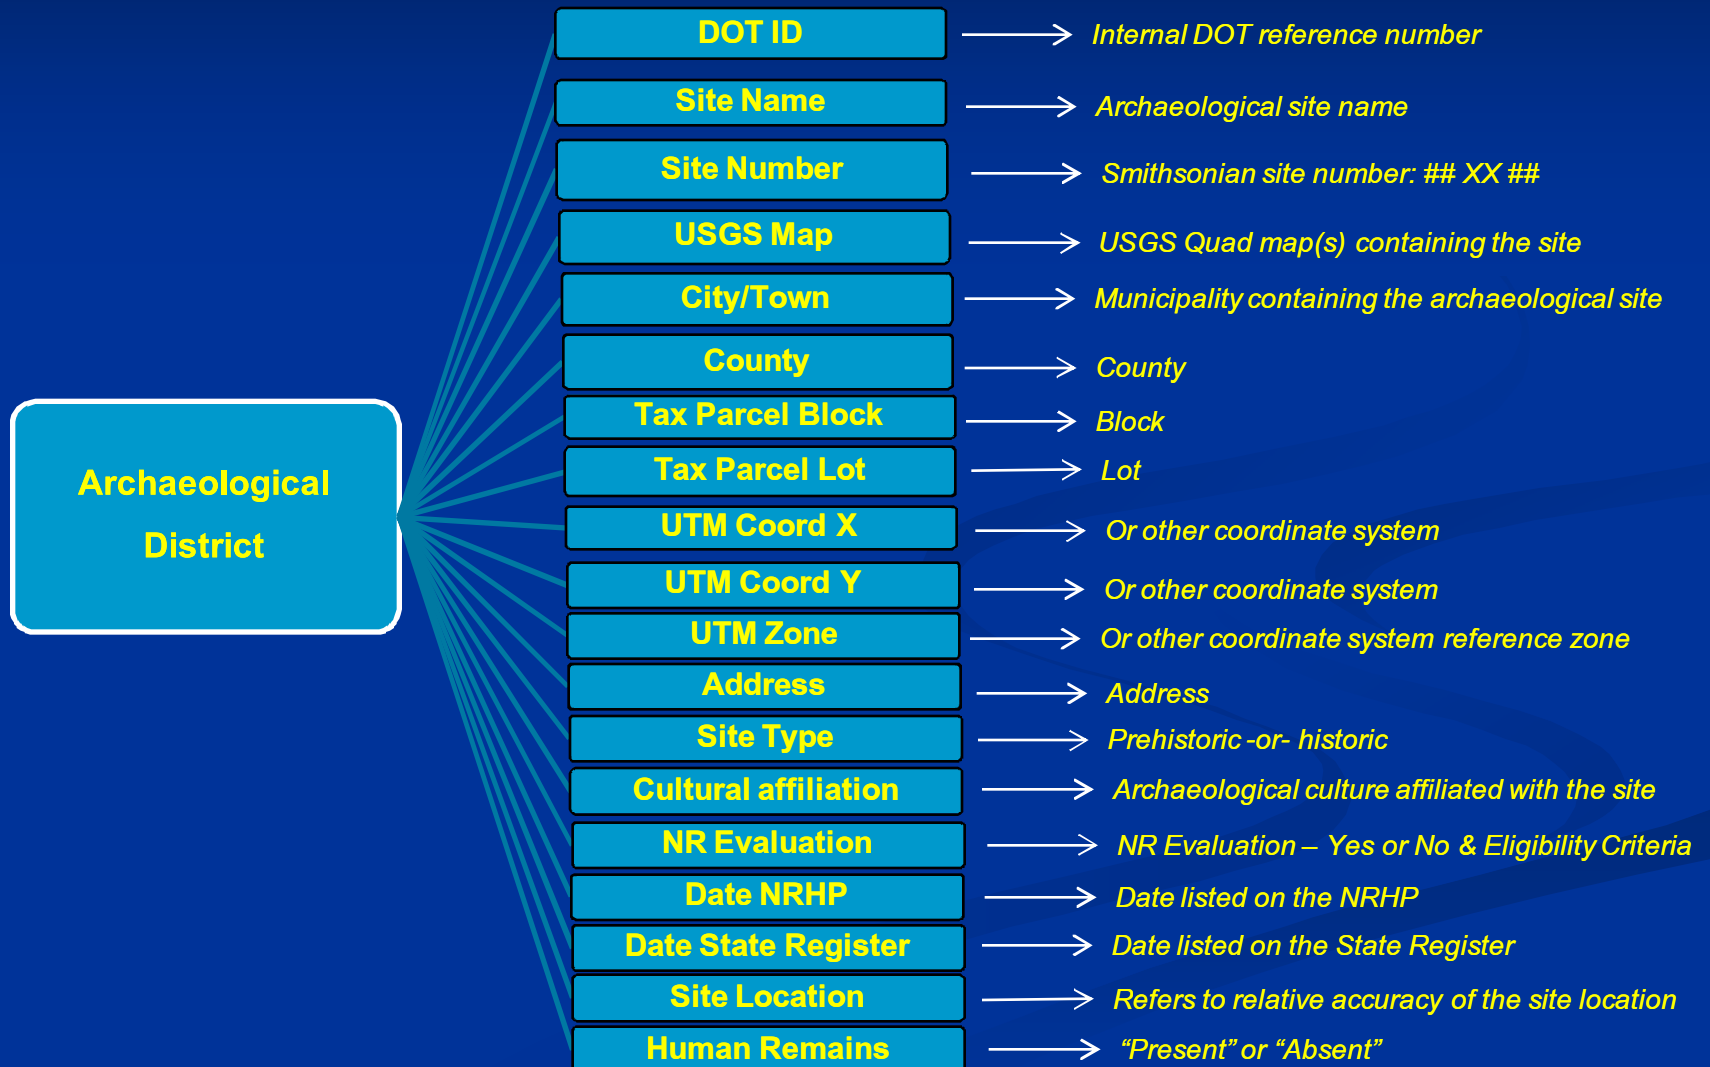 DOT ID
Internal DOT reference number
Site Name
Archaeological site name
Site Number
Smithsonian site number: ## XX ##
USGS Map
USGS Quad map(s) containing the site
City/Town
Municipality containing the archaeological site
County
County
Tax Parcel Block
Block
Tax Parcel Lot
Lot
Archaeological
District
UTM Coord X
Or other coordinate system
UTM Coord Y
Or other coordinate system
UTM Zone
Or other coordinate system reference zone
Address
Address
Site Type
Prehistoric -or- historic
Cultural affiliation
Archaeological culture affiliated with the site
NR Evaluation
NR Evaluation – Yes or No & Eligibility Criteria
Date NRHP
Date listed on the NRHP
Date State Register
Date listed on the State Register
Site Location
Refers to relative accuracy of the site location
Human Remains
“Present” or “Absent”